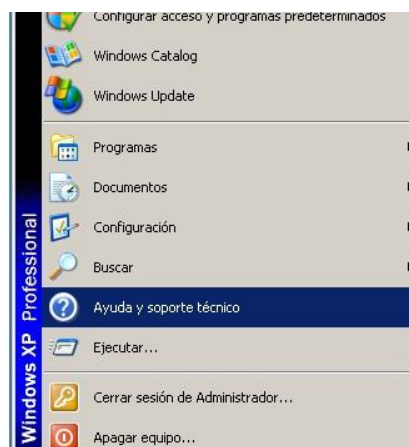 Configurar acceso y programas predeterminados
Windows Catalog
Windows Update
Programas
Documentos
Configuración
Buscar
Ayuda y soporte técnico
Ejecutar...
Cerrar sesión de Administrador...
Apagar equipo...
Windows XP Professional